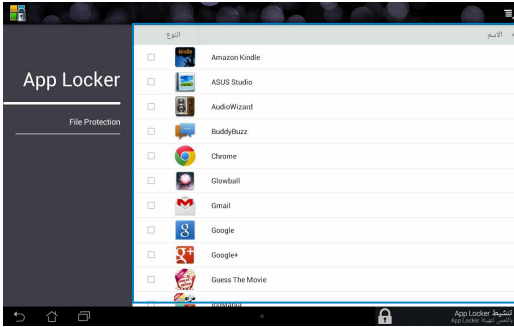 النوع
الاسم
App Locker
File Protection
Amazon Kindle
ASUS Studio
AudioWizard
BuddyBuzz
Chrome
Glowball
Gmail
Google
Google+
Guess The Movie
تنشيط App Locker